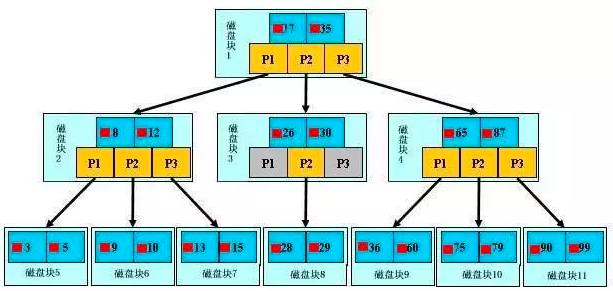 磁盘块1
17 35
P1 P2 P3
磁盘块2
8 12
P1 P2 P3
磁盘块3
26 30
P1 P2 P3
磁盘块4
65 87
P1 P2 P3
3 5
磁盘块5
9 10
磁盘块6
13 15
磁盘块7
28 29
磁盘块8
36 60
磁盘块9
75 79
磁盘块10
90 99
磁盘块11